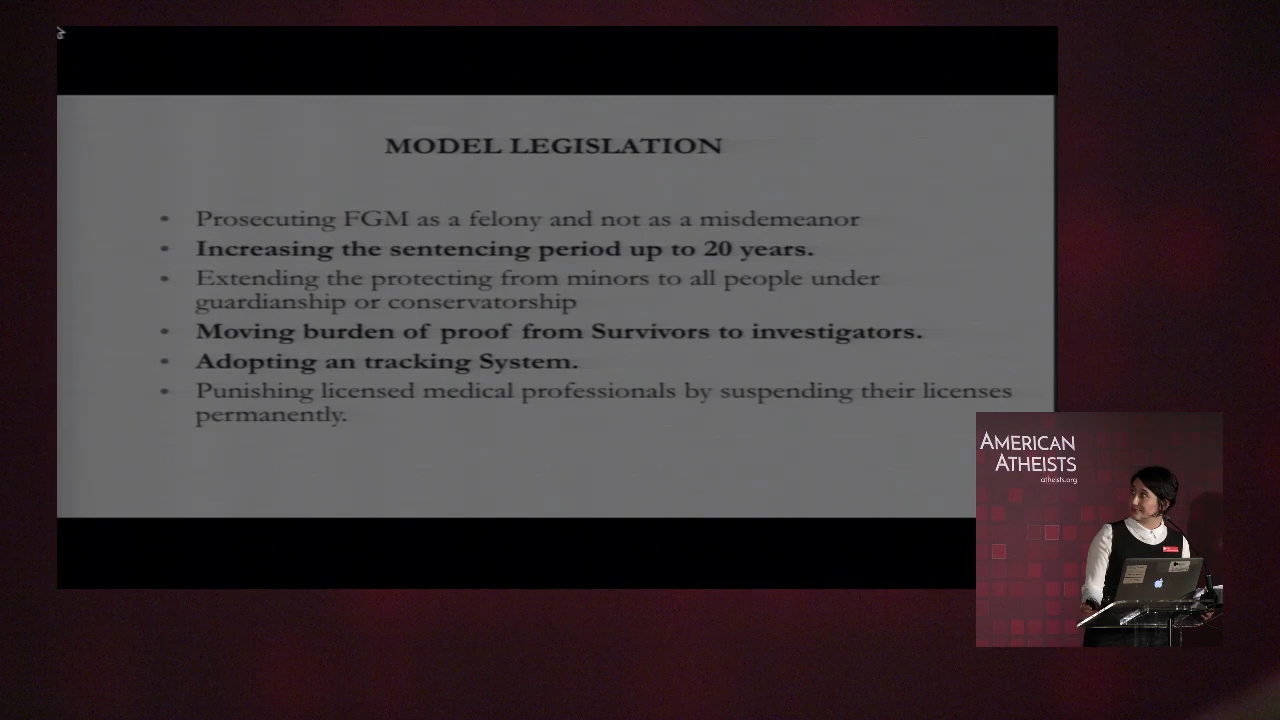 MODEL LEGISLATION
• Prosecuting FGM as a felony and not as a misdemeanor
• Increasing the sentencing period up to 20 years.
• Extending the protecting from minors to all people under
guardianship or conservatorship
• Moving burden of proof from Survivors to investigators.
• Adopting an tracking System.
• Punishing licensed medical professionals by suspending their licenses
permanently.
AMERICAN
ATHEISTS
atheists.org